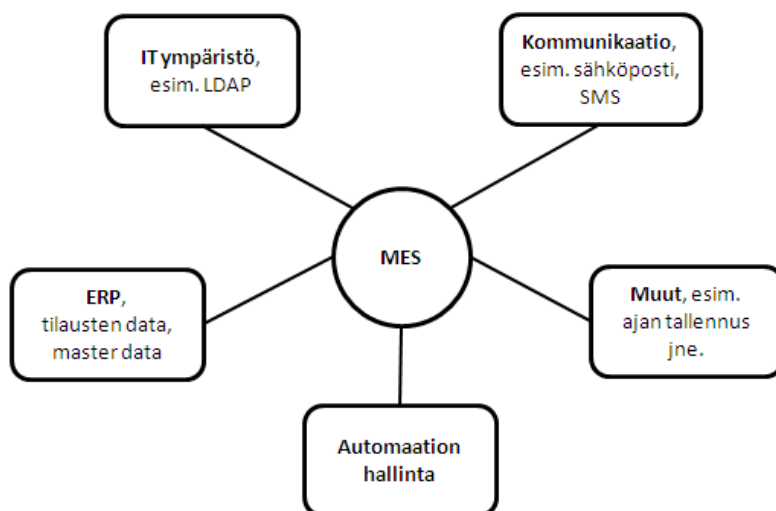 IT ympäristö,
esim. LDAP
Kommunikaatio,
esim. sähköposti,
SMS
MES
ERP,
tilausten data,
master data
Muut, esim.
ajan tallennus
jne.
Automaation
hallinta